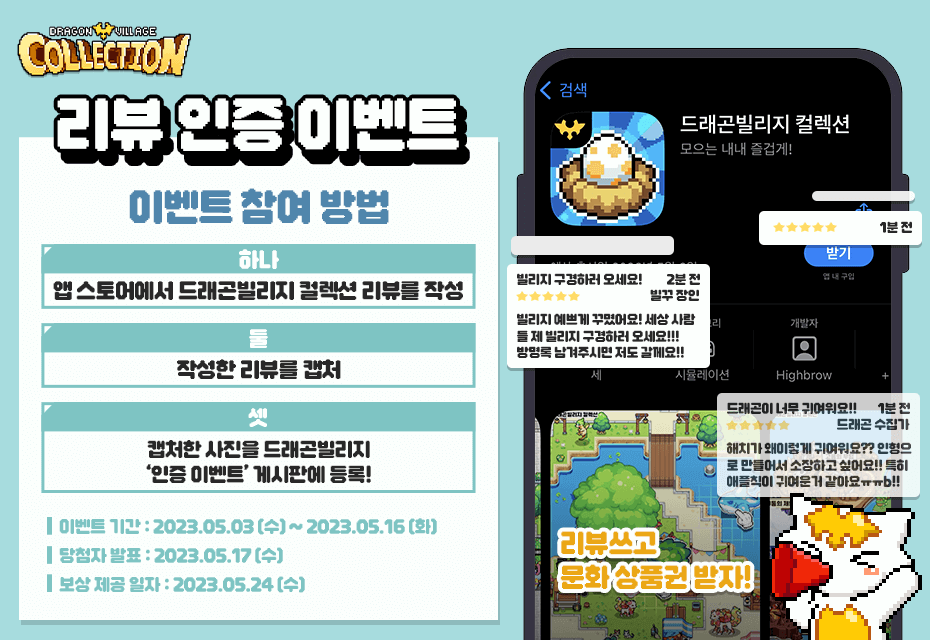 DRAGON VILLAGE
COLLECTION
리뷰 인증 이벤트
이벤트 참여 방법
하나
앱 스토어에서 드래곤빌리지 컬렉션 리뷰를 작성
둘
작성한 리뷰를 캡처
셋
캡처한 사진을 드래곤빌리지
‘인증 이벤트’ 게시판에 등록!
이벤트 기간 : 2023.05.03 (수) ~ 2023.05.16 (화)
당첨자 발표 : 2023.05.17 (수)
보상 제공 일자 : 2023.05.24 (수)
검색
드래곤빌리지 컬렉션
모으는 내내 즐겁게!
1분 전
받기
앱 내 구입
빌리지 구경하러 오세요! 2분 전
빌꾸 장인
빌리지 예쁘게 꾸몄어요! 세상 사람
들 제 빌리지 구경하러 오세요!!!
방명록 남겨주시면 저도 갈께요!!
개발자
세
시뮬레이션
Highbrow
+
드래곤이 너무 귀여워요!! 1분 전
드래곤 수집가
해치가 왜이렇게 귀여워요?? 인형으
로 만들어서 소장하고 싶어요!! 특히
애플칙이 귀여운거 같아요ㅠㅠb!!
리뷰쓰고
문화 상품권 받자!